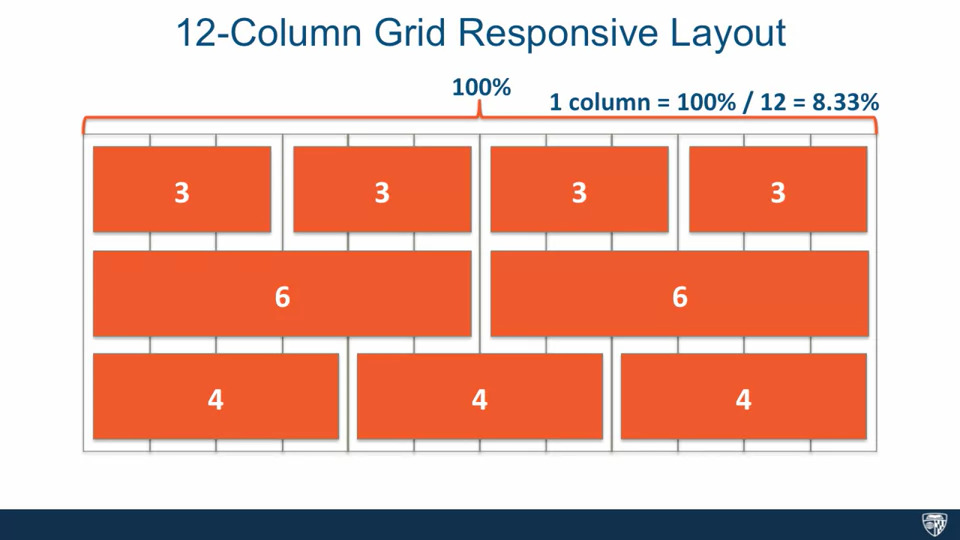 12-Column Grid Responsive Layout
100%
1 column = 100% / 12 = 8.33%
3 3 3 3
6 6
4 4 4